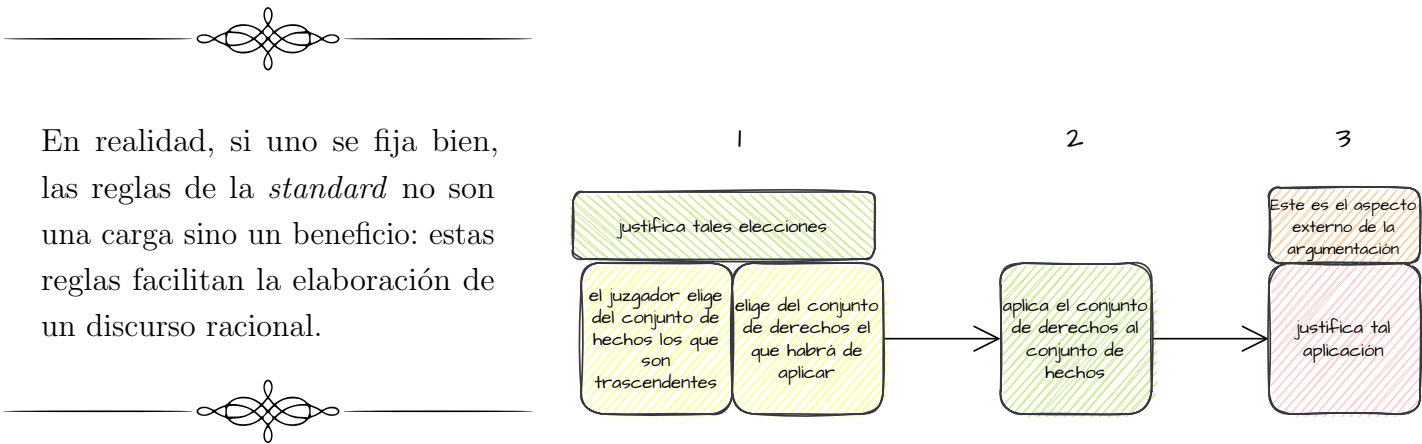 En realidad, si uno se fija bien,
las reglas de la standard no son
una carga sino un beneficio: estas
reglas facilitan la elaboración de
un discurso racional.
1
justifica tales elecciones
el juzgador elige
del conjunto de
hechos los que
son
trascendentes
elige del conjunto
de derechos el
que habrá de
aplicar
2
aplica el conjunto
de derechos al
conjunto de
hechos
3
Este es el aspecto
externo de la
argumentación
justifica tal
aplicación